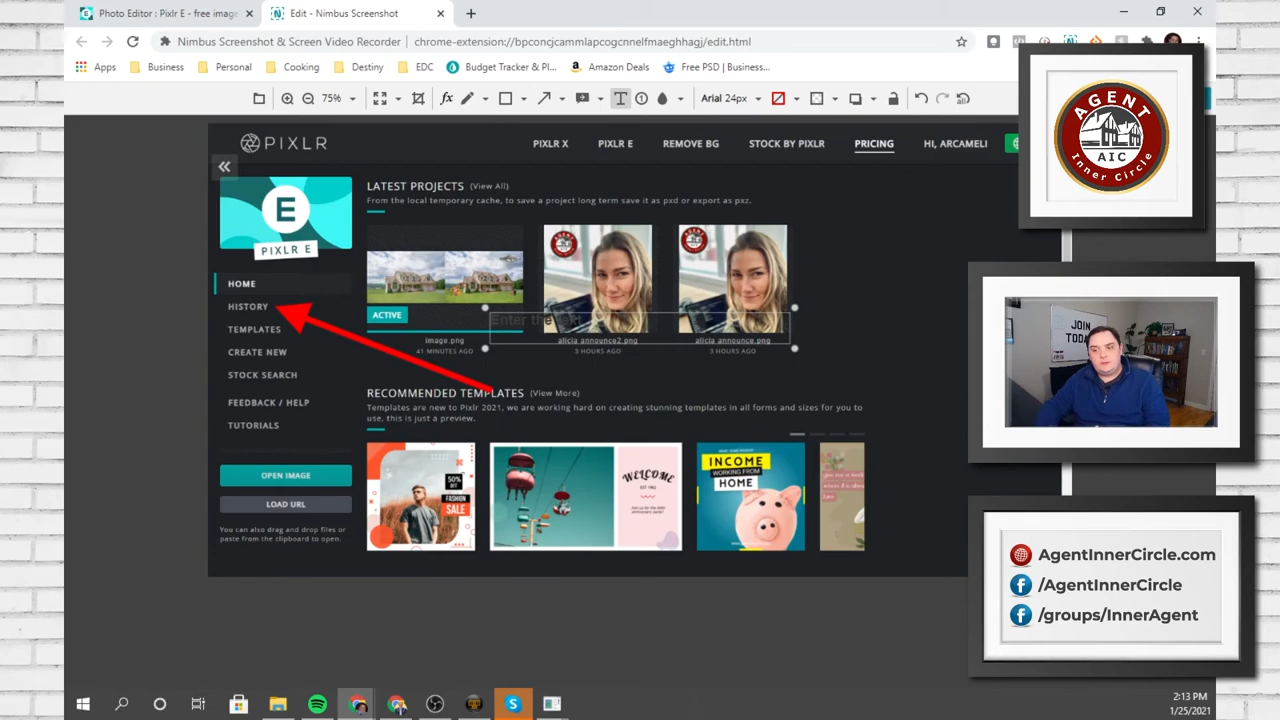 Photo Editor : Pixlr E - free image
Edit - Nimbus Screenshot
Nimbus Screenshot & Screen Video Recorder
chrome-extension://bpcongjcammlapcogcnnelfmaeghhagj/edit.html
Apps
Business
Personal
Cooking
Destiny
EDC
Budget Tracker & Pl...
Amazon Deals
Free PSD | Business...
75%
Arial 24px
PIXLR
PIXLR X
PIXLR E
REMOVE BG
STOCK BY PIXLR
PRICING
HI, ARCAMELI
E
PIXLR E
HOME
HISTORY
TEMPLATES
CREATE NEW
STOCK SEARCH
FEEDBACK / HELP
TUTORIALS
OPEN IMAGE
LOAD URL
You can also drag and drop files or
paste from the clipboard to open.
LATEST PROJECTS (View All)
From the local temporary cache, to save a project long term save it as pxd or export as pxz.
ACTIVE
Enter the
image.png
41 MINUTES AGO
alicia announce2.png
3 HOURS AGO
alicia announce.png
3 HOURS AGO
RECOMMENDED TEMPLATES (View More)
Templates are new to Pixlr 2021, we are working hard on creating stunning templates in all forms and sizes for you to
use, this is just a preview.
50%
OFF
FASHION
SALE
WELCOME
INCOME
WORKING FROM
HOME
AGENT
AIC
Inner Circle
JOIN
TODAY
AgentInnerCircle.com
/AgentInnerCircle
/groups/InnerAgent
2:13 PM
1/25/2021